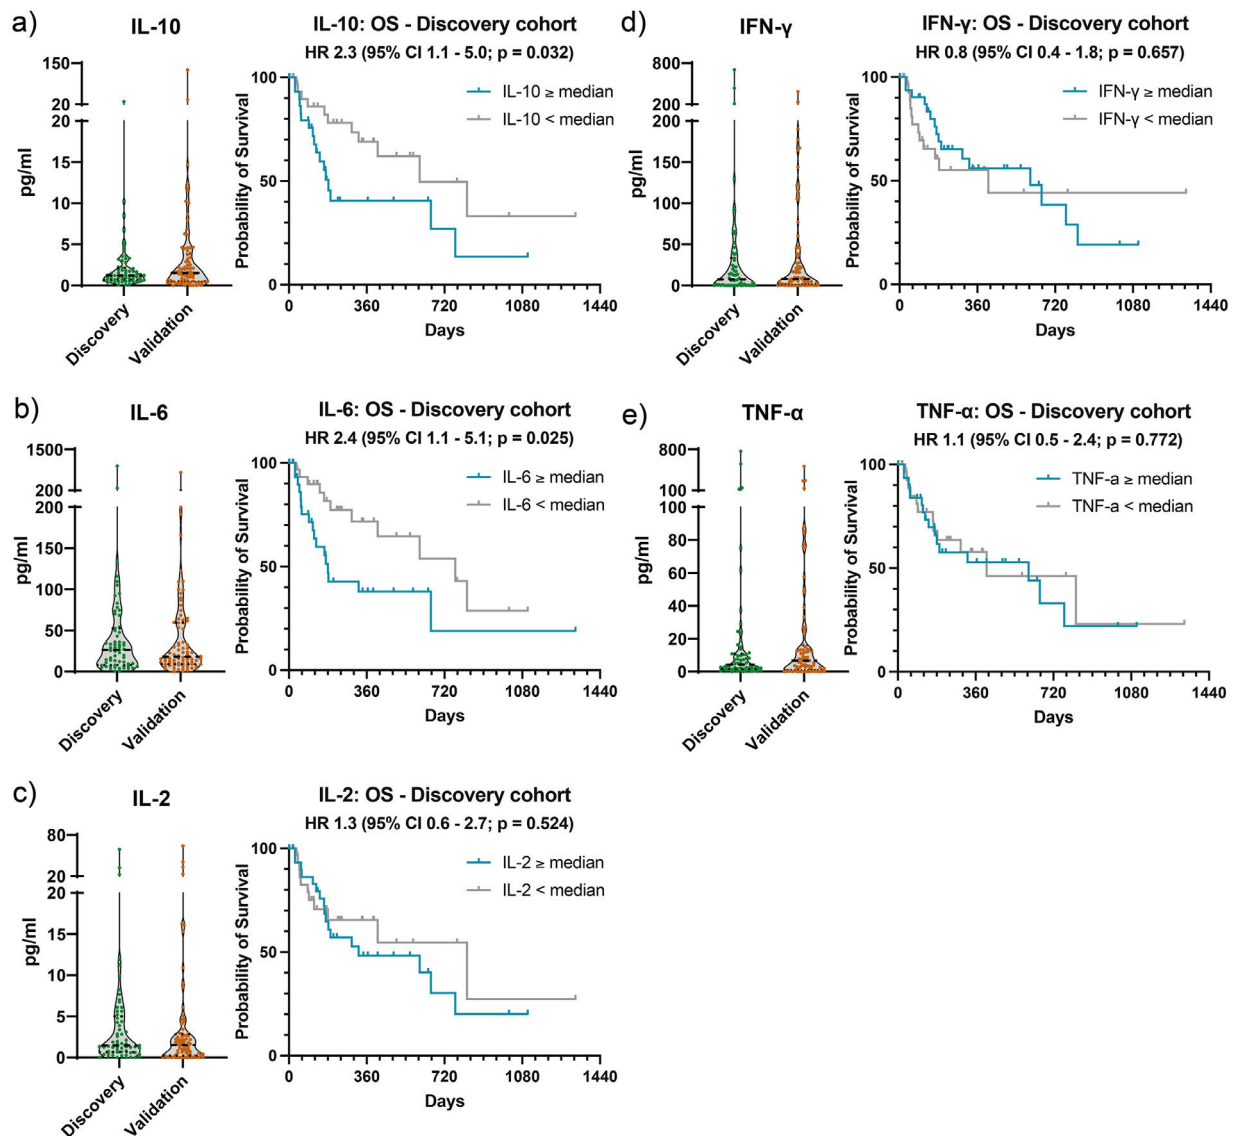 a)
IL-10
IL-10: OS - Discovery cohort
HR 2.3 (95% CI 1.1 - 5.0; p = 0.032)
pg/ml
150
20
20
15
10
5
0
Discovery
Validation
Probability of Survival
100
50
0
IL-10 ≥ median
IL-10 < median
0 360 720 1080 1440
Days
d)
IFN-γ
IFN-γ: OS - Discovery cohort
HR 0.8 (95% CI 0.4 - 1.8; p = 0.657)
pg/ml
800
200
200
150
100
50
0
Discovery
Validation
Probability of Survival
100
50
0
IFN-γ ≥ median
IFN-γ < median
0 360 720 1080 1440
Days
b)
IL-6
IL-6: OS - Discovery cohort
HR 2.4 (95% CI 1.1 - 5.1; p = 0.025)
pg/ml
1500
200
200
150
100
50
0
Discovery
Validation
Probability of Survival
100
50
0
IL-6 ≥ median
IL-6 < median
0 360 720 1080 1440
Days
e)
TNF-α
TNF-α: OS - Discovery cohort
HR 1.1 (95% CI 0.5 - 2.4; p = 0.772)
pg/ml
800
100
100
80
60
40
20
0
Discovery
Validation
Probability of Survival
100
50
0
TNF-a ≥ median
TNF-a < median
0 360 720 1080 1440
Days
c)
IL-2
IL-2: OS - Discovery cohort
HR 1.3 (95% CI 0.6 - 2.7; p = 0.524)
pg/ml
80
20
20
15
10
5
0
Discovery
Validation
Probability of Survival
100
50
0
IL-2 ≥ median
IL-2 < median
0 360 720 1080 1440
Days